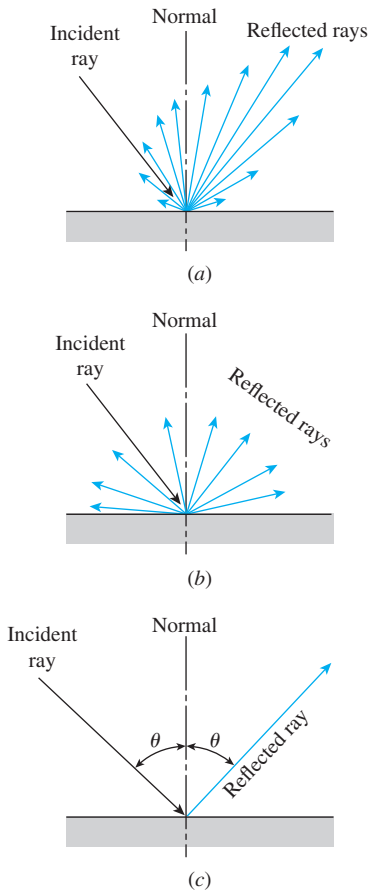 Normal
Incident
ray
Reflected rays
(a)
Normal
Incident
ray
Reflected rays
(b)
Normal
Incident
ray
θ
θ
Reflected ray
(c)